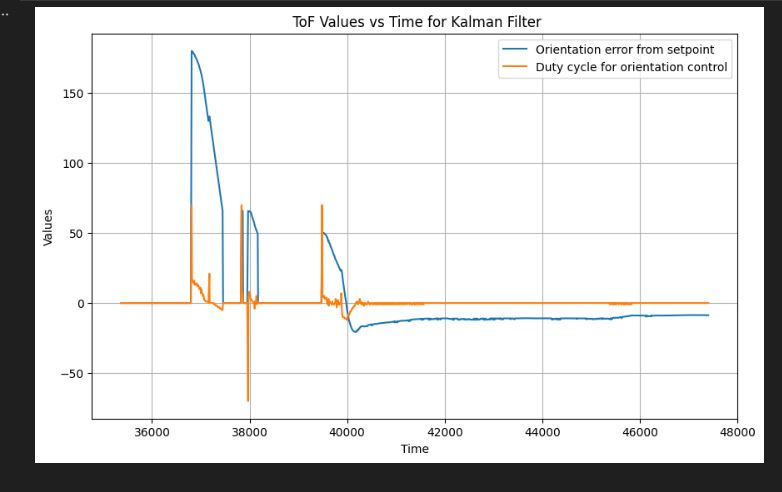 ..
ToF Values vs Time for Kalman Filter
Orientation error from setpoint
Duty cycle for orientation control
Values
150
100
50
0
−50
36000 38000 40000 42000 44000 46000 48000
Time